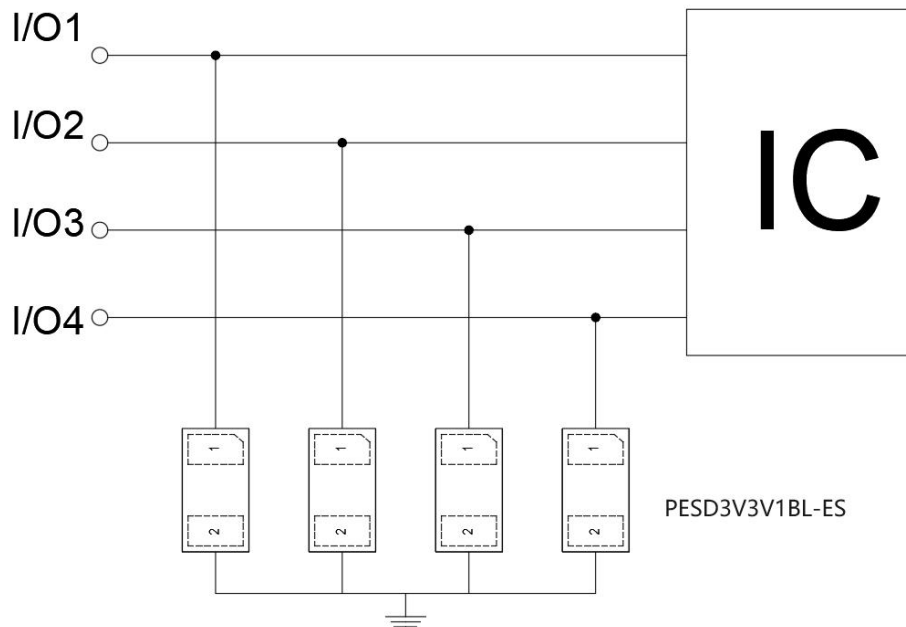 I/O1
I/O2
I/O3
I/O4
IC
1 1 1 1
2 2 2 2
PESD3V3V1BL-ES